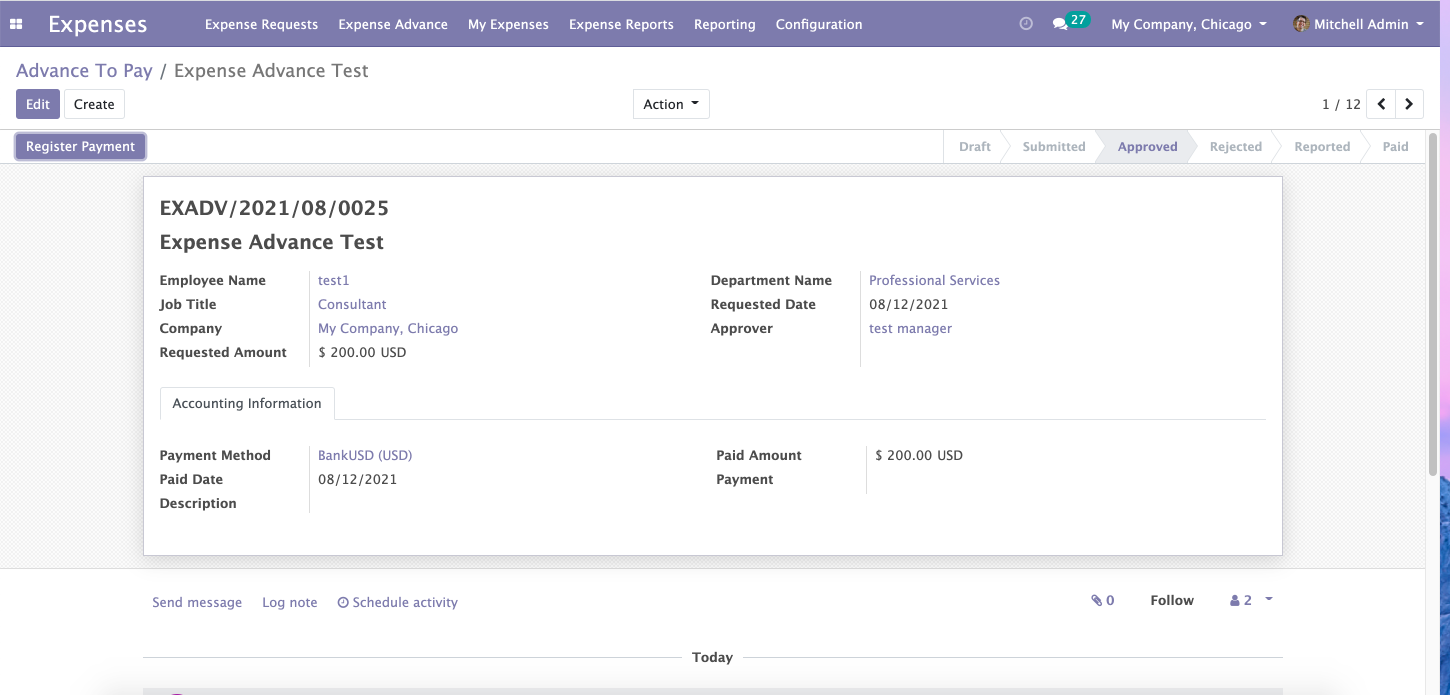 Expenses Expense Requests Expense Advance My Expenses Expense Reports Reporting Configuration 27 My Company, Chicago Mitchell Admin
Advance To Pay / Expense Advance Test
Edit Create Action 1 / 12
Register Payment Draft Submitted Approved Rejected Reported Paid
EXADV/2021/08/0025
Expense Advance Test
Employee Name test1 Department Name Professional Services
Job Title Consultant Requested Date 08/12/2021
Company My Company, Chicago Approver test manager
Requested Amount $ 200.00 USD
Accounting Information
Payment Method BankUSD (USD) Paid Amount $ 200.00 USD
Paid Date 08/12/2021 Payment
Description
Send message Log note Schedule activity 0 Follow 2
Today